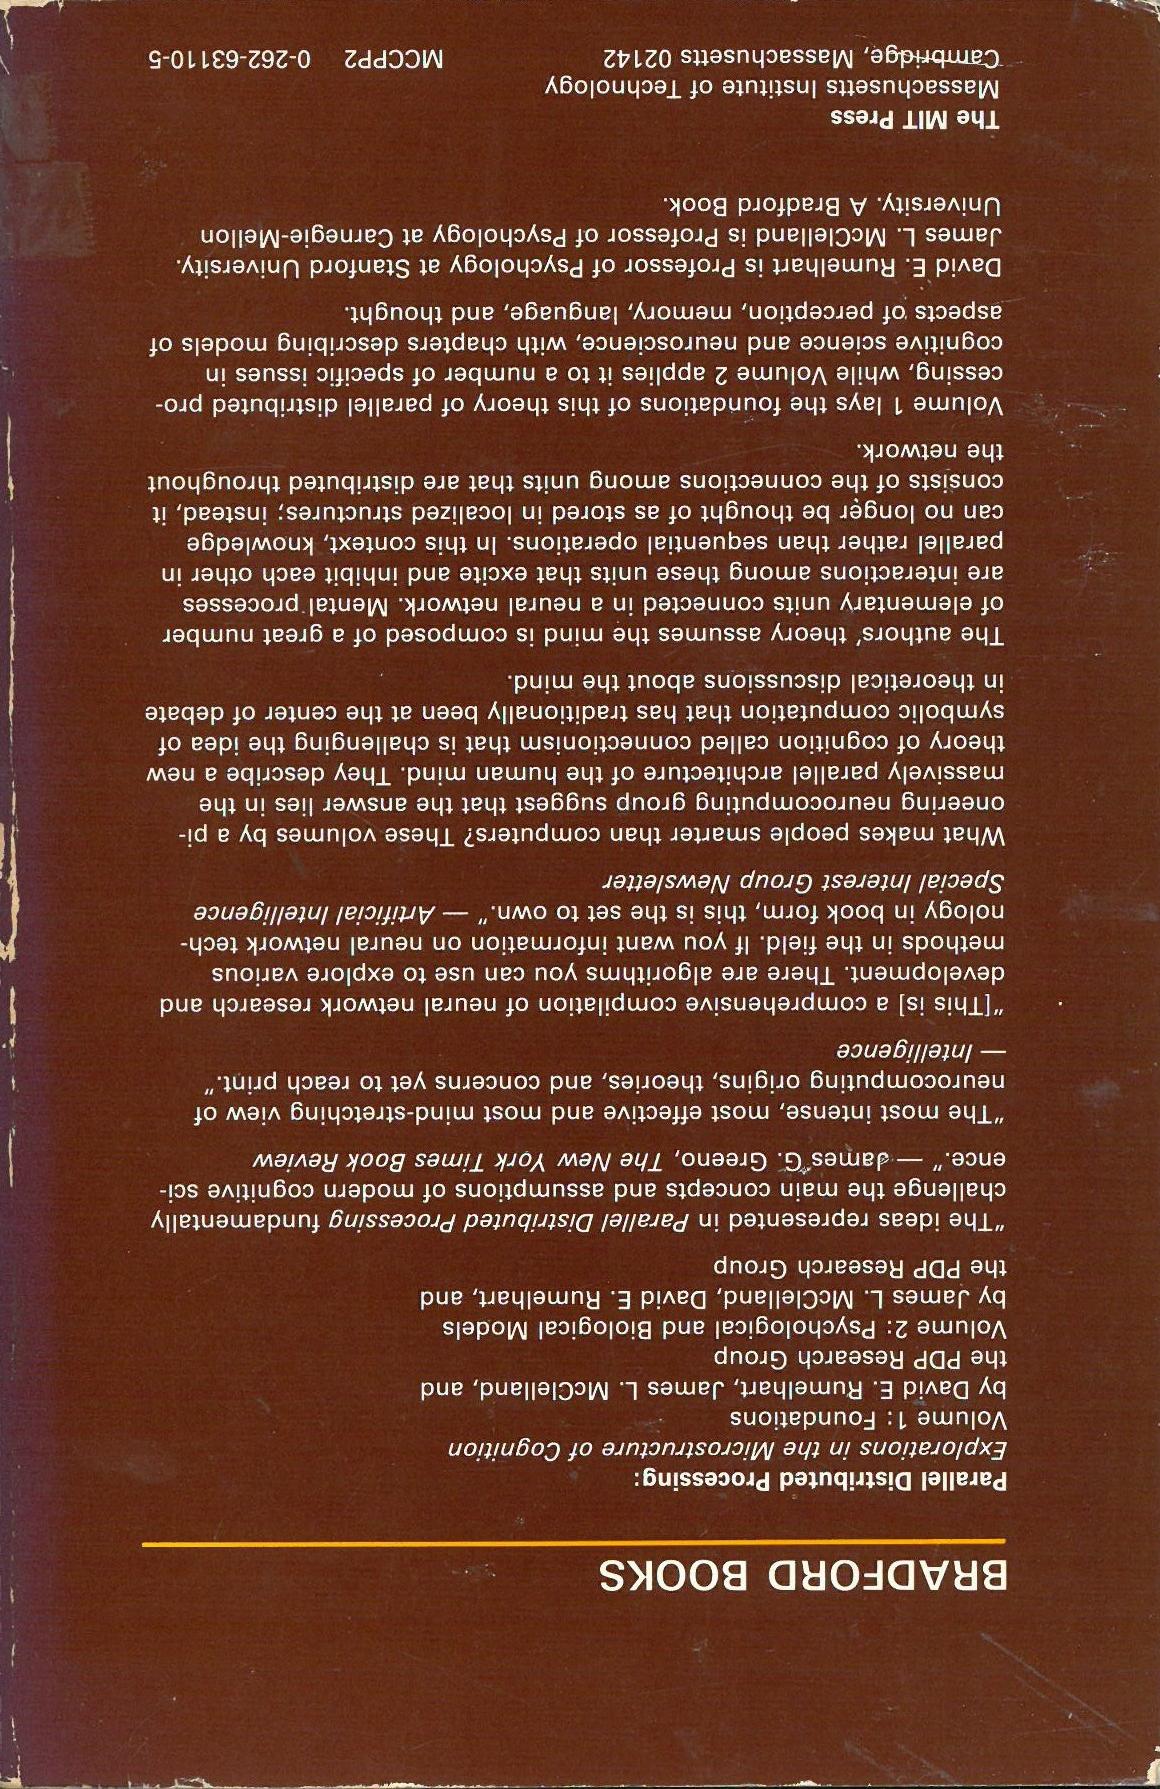 BRADFORD BOOKS
Parallel Distributed Processing:
Explorations in the Microstructure of Cognition
Volume 1: Foundations
by David E. Rumelhart, James L. McClelland, and
the PDP Research Group
Volume 2: Psychological and Biological Models
by James L. McClelland, David E. Rumelhart, and
the PDP Research Group
"The ideas represented in Parallel Distributed Processing fundamentally
challenge the main concepts and assumptions of modern cognitive sci-
ence." — James G. Greeno, The New York Times Book Review
"The most intense, most effective and most mind-stretching view of
neurocomputing origins, theories, and concerns yet to reach print."
— Intelligence
"[This is] a comprehensive compilation of neural network research and
development. There are algorithms you can use to explore various
methods in the field. If you want information on neural network tech-
nology in book form, this is the set to own." — Artificial Intelligence
Special Interest Group Newsletter
What makes people smarter than computers? These volumes by a pi-
oneering neurocomputing group suggest that the answer lies in the
massively parallel architecture of the human mind. They describe a new
theory of cognition called connectionism that is challenging the idea of
symbolic computation that has traditionally been at the center of debate
in theoretical discussions about the mind.
The authors' theory assumes the mind is composed of a great number
of elementary units connected in a neural network. Mental processes
are interactions among these units that excite and inhibit each other in
parallel rather than sequential operations. In this context, knowledge
can no longer be thought of as stored in localized structures; instead, it
consists of the connections among units that are distributed throughout
the network.
Volume 1 lays the foundations of this theory of parallel distributed pro-
cessing, while Volume 2 applies it to a number of specific issues in
cognitive science and neuroscience, with chapters describing models of
aspects of perception, memory, language, and thought.
David E. Rumelhart is Professor of Psychology at Stanford University.
James L. McClelland is Professor of Psychology at Carnegie-Mellon
University. A Bradford Book.
The MIT Press
Massachusetts Institute of Technology
Cambridge, Massachusetts 02142 MCCPP2 0-262-63110-5